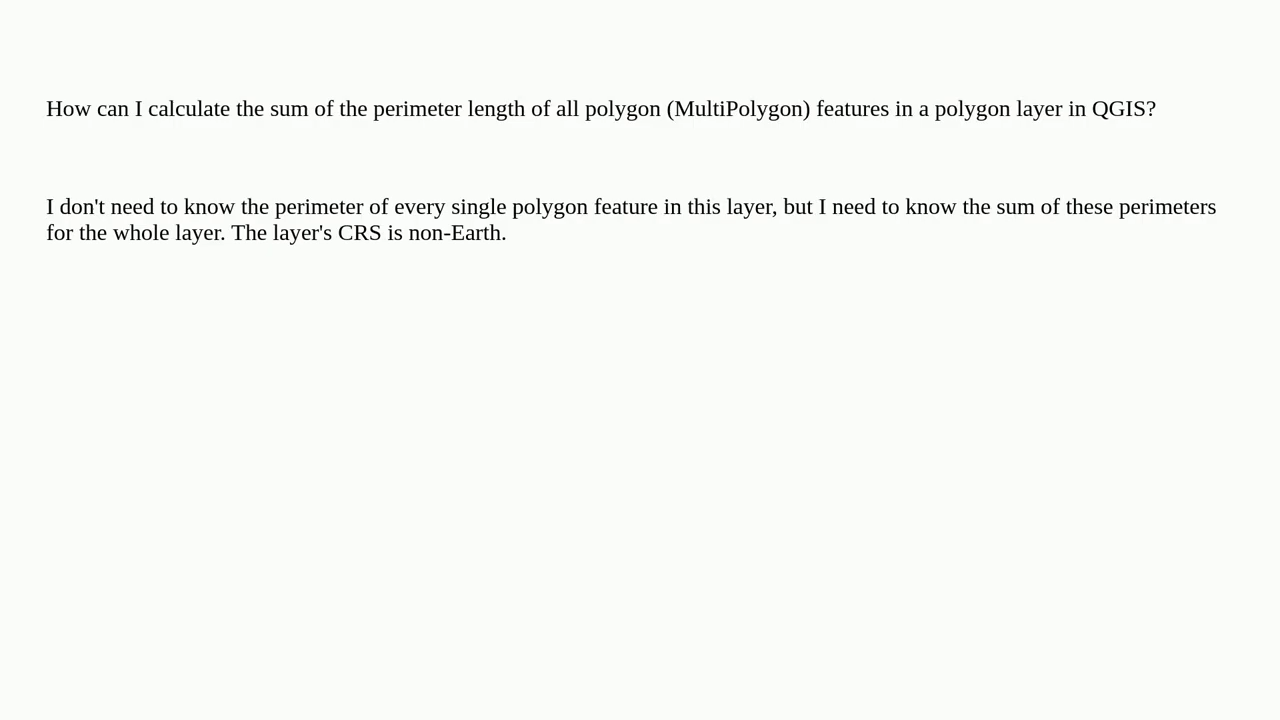 How can I calculate the sum of the perimeter length of all polygon (MultiPolygon) features in a polygon layer in QGIS?
I don't need to know the perimeter of every single polygon feature in this layer, but I need to know the sum of these perimeters
for the whole layer. The layer's CRS is non-Earth.